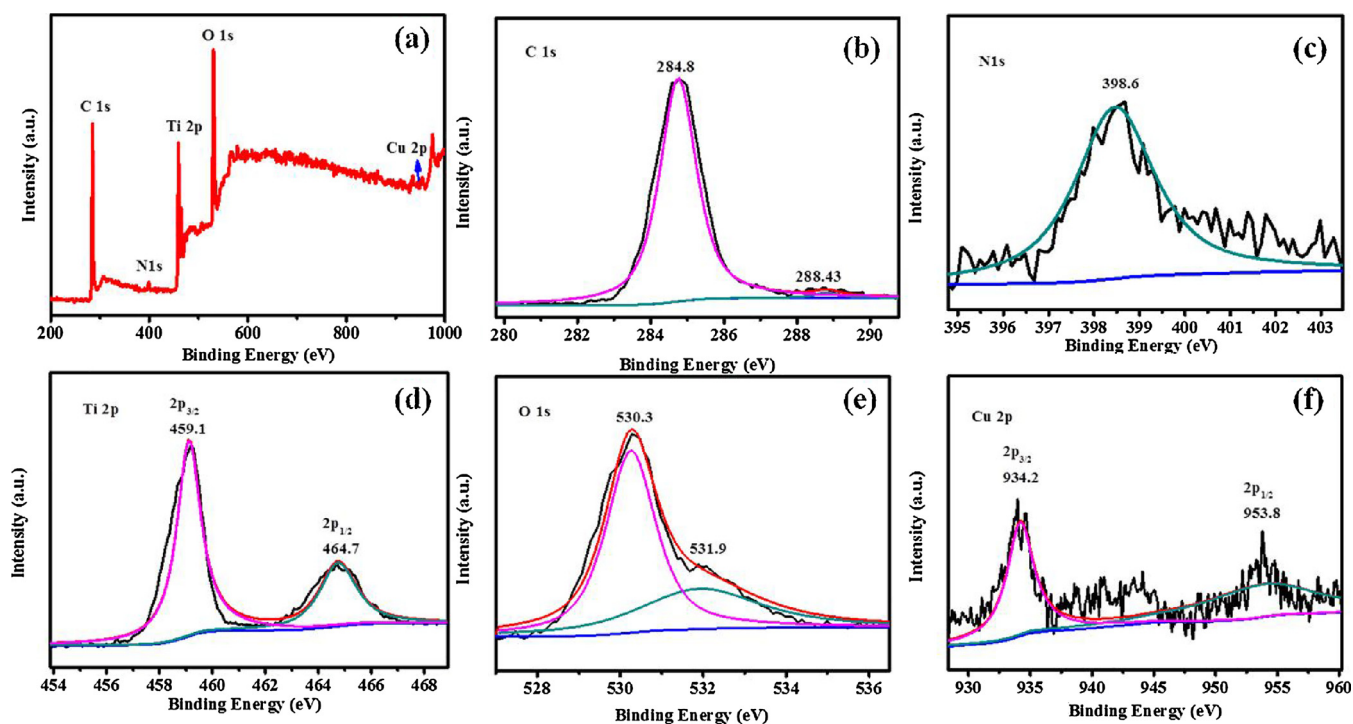 (a)
O 1s
C 1s
Ti 2p
Cu 2p
N1s
Intensity (a.u.)
200 400 600 800 1000
Binding Energy (eV)
(b)
C 1s
284.8
288.43
Intensity (a.u.)
280 282 284 286 288 290
Binding Energy (eV)
(c)
N1s
398.6
Intensity (a.u.)
395 396 397 398 399 400 401 402 403
Binding Energy (eV)
(d)
Ti 2p
2p3/2
459.1
2p1/2
464.7
Intensity (a.u.)
454 456 458 460 462 464 466 468
Binding Energy (eV)
(e)
O 1s
530.3
531.9
Intensity (a.u.)
528 530 532 534 536
Binding Energy (eV)
(f)
Cu 2p
2p3/2
934.2
2p1/2
953.8
Intensity (a.u.)
930 935 940 945 950 955 960
Binding Energy (eV)